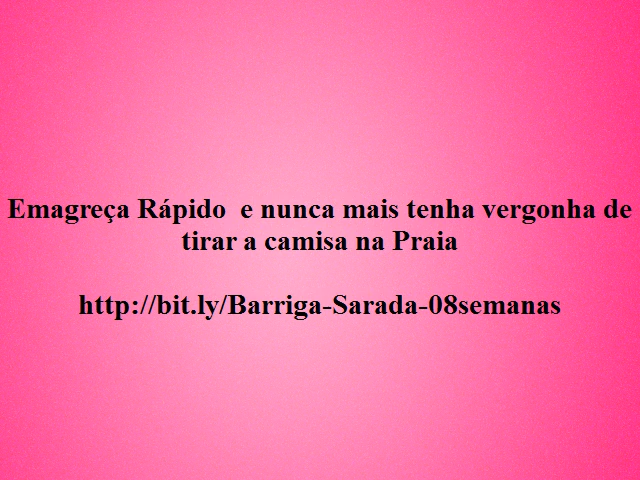 Emagreça Rápido  e nunca mais tenha vergonha de
tirar a camisa na Praia
http://bit.ly/Barriga-Sarada-08semanas